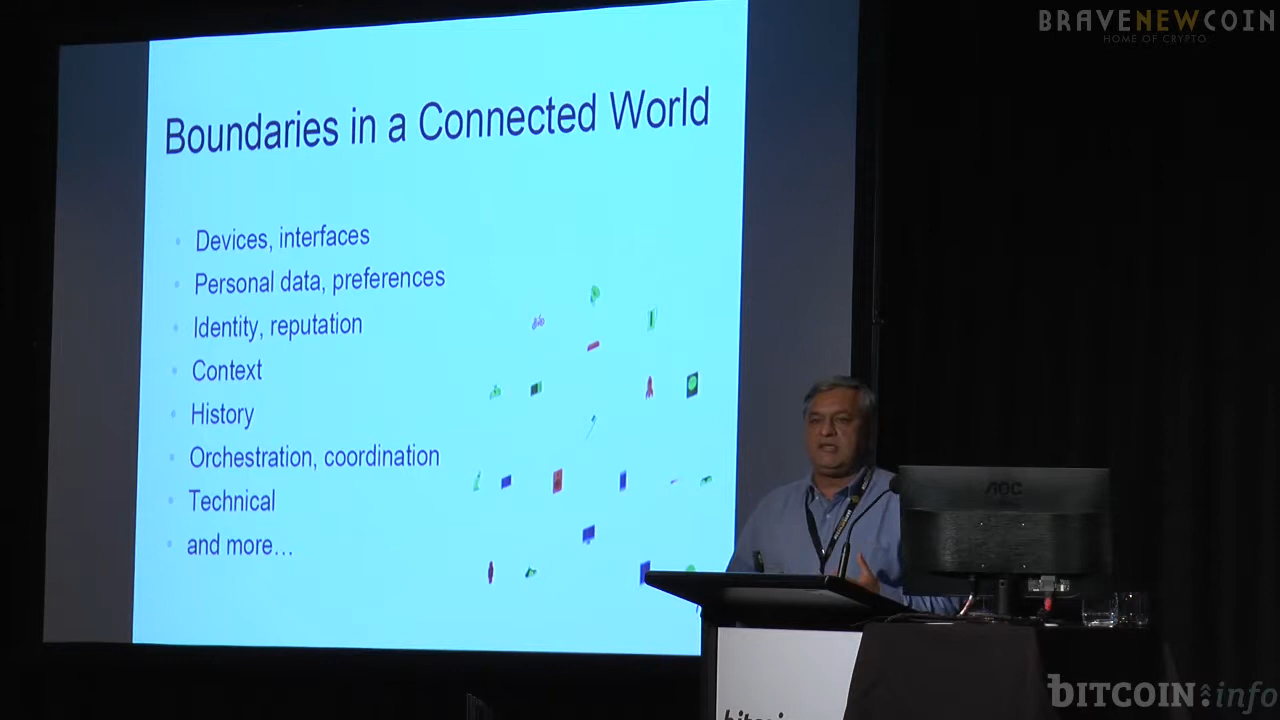 BRAVENEWCOIN
HOME OF CRYPTO
Boundaries in a Connected World
Devices, interfaces
Personal data, preferences
Identity, reputation
Context
History
Orchestration, coordination
Technical
and more…
AOC
bitcoin
BITCOIN:info